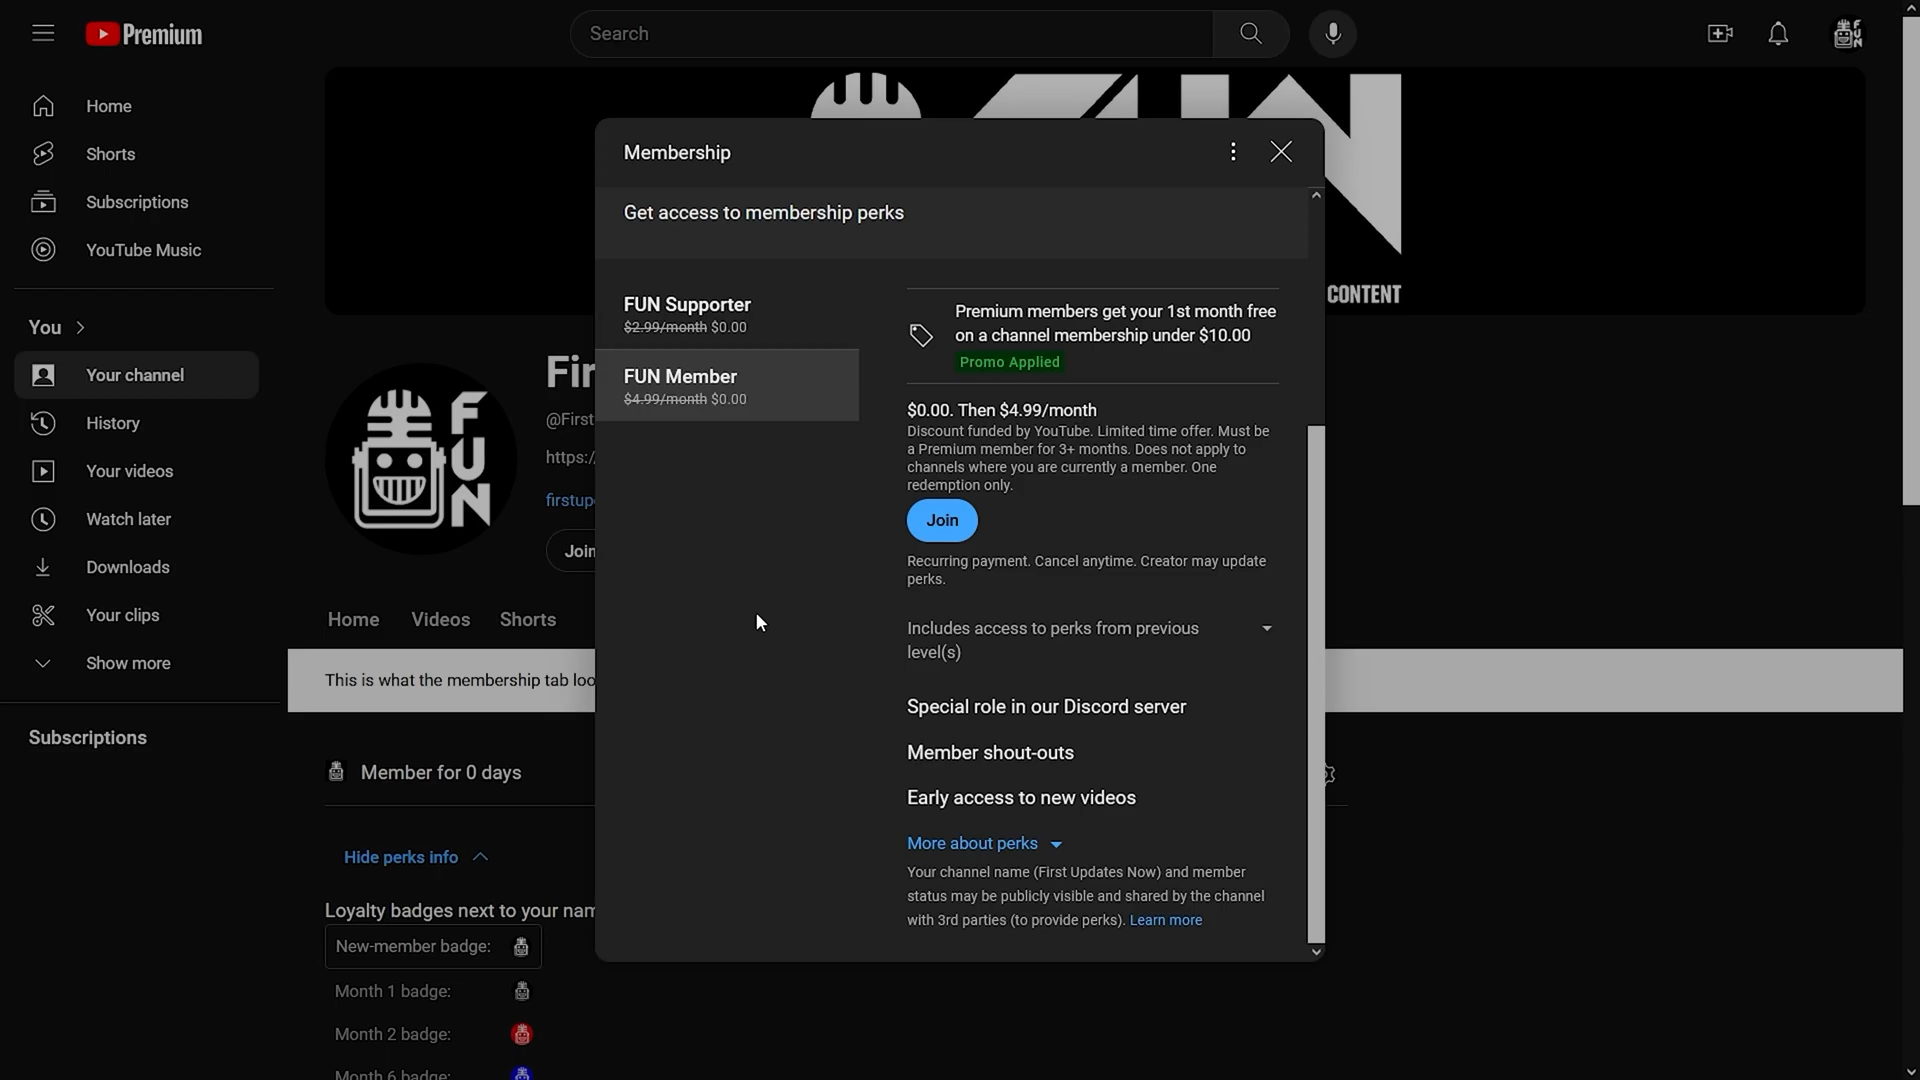 Premium
Search
FUN
Home
Shorts
Subscriptions
YouTube Music
You
Your channel
History
Your videos
Watch later
Downloads
Your clips
Show more
Subscriptions
CONTENT
FUN
Fir
@First
https:/
firstup
Join
Home Videos Shorts
This is what the membership tab loo
Member for 0 days
Hide perks info
Loyalty badges next to your nam
New-member badge:
Month 1 badge:
Month 2 badge:
Month 6 badge:
Membership
Get access to membership perks
FUN Supporter
$2.99/month $0.00
FUN Member
$4.99/month $0.00
Premium members get your 1st month free
on a channel membership under $10.00
Promo Applied
$0.00. Then $4.99/month
Discount funded by YouTube. Limited time offer. Must be
a Premium member for 3+ months. Does not apply to
channels where you are currently a member. One
redemption only.
Join
Recurring payment. Cancel anytime. Creator may update
perks.
Includes access to perks from previous
level(s)
Special role in our Discord server
Member shout-outs
Early access to new videos
More about perks
Your channel name (First Updates Now) and member
status may be publicly visible and shared by the channel
with 3rd parties (to provide perks). Learn more